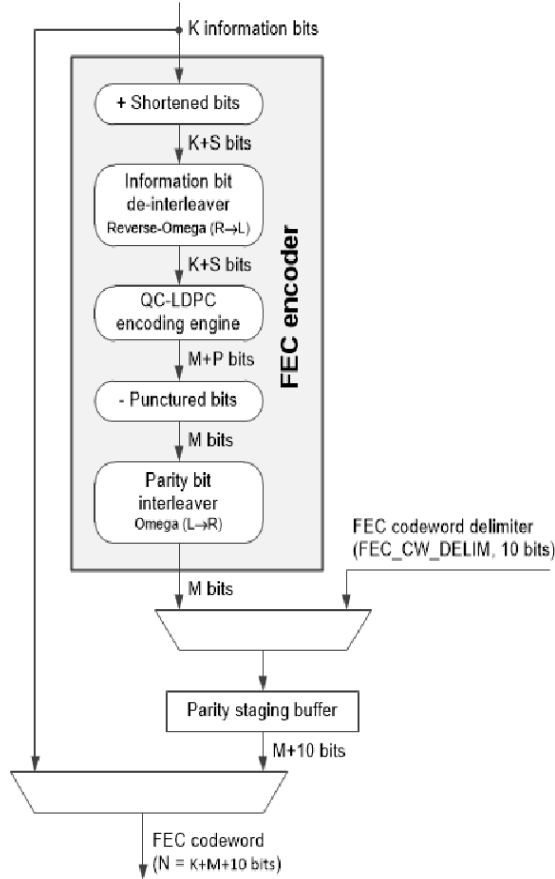 K information bits
+ Shortened bits
K+S bits
Information bit
de-interleaver
Reverse-Omega (R→L)
K+S bits
QC-LDPC
encoding engine
M+P bits
- Punctured bits
M bits
Parity bit
interleaver
Omega (L→R)
FEC encoder
FEC codeword delimiter
(FEC_CW_DELIM, 10 bits)
M bits
Parity staging buffer
M+10 bits
FEC codeword
(N = K+M+10 bits)